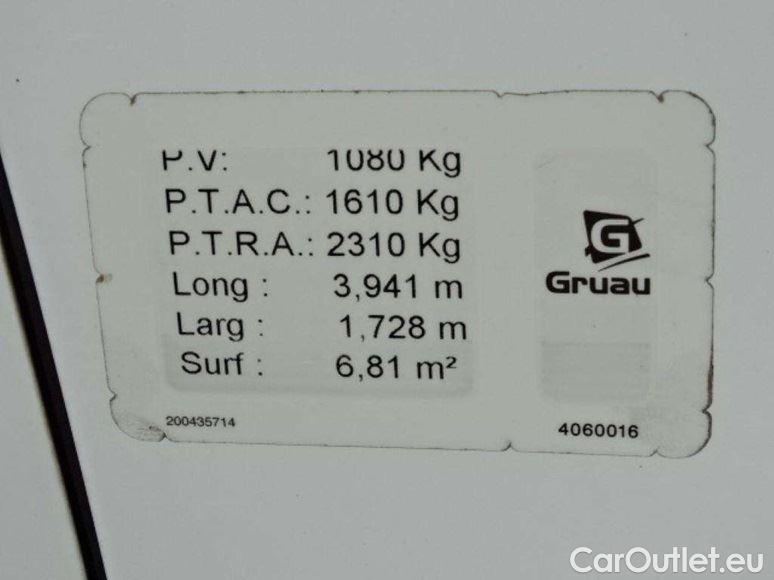 P.V: 1080 Kg
P.T.A.C.: 1610 Kg
P.T.R.A.: 2310 Kg
Long : 3,941 m
Larg : 1,728 m
Surf : 6,81 m²
G
Gruau
200435714
4060016
CarOutlet.eu